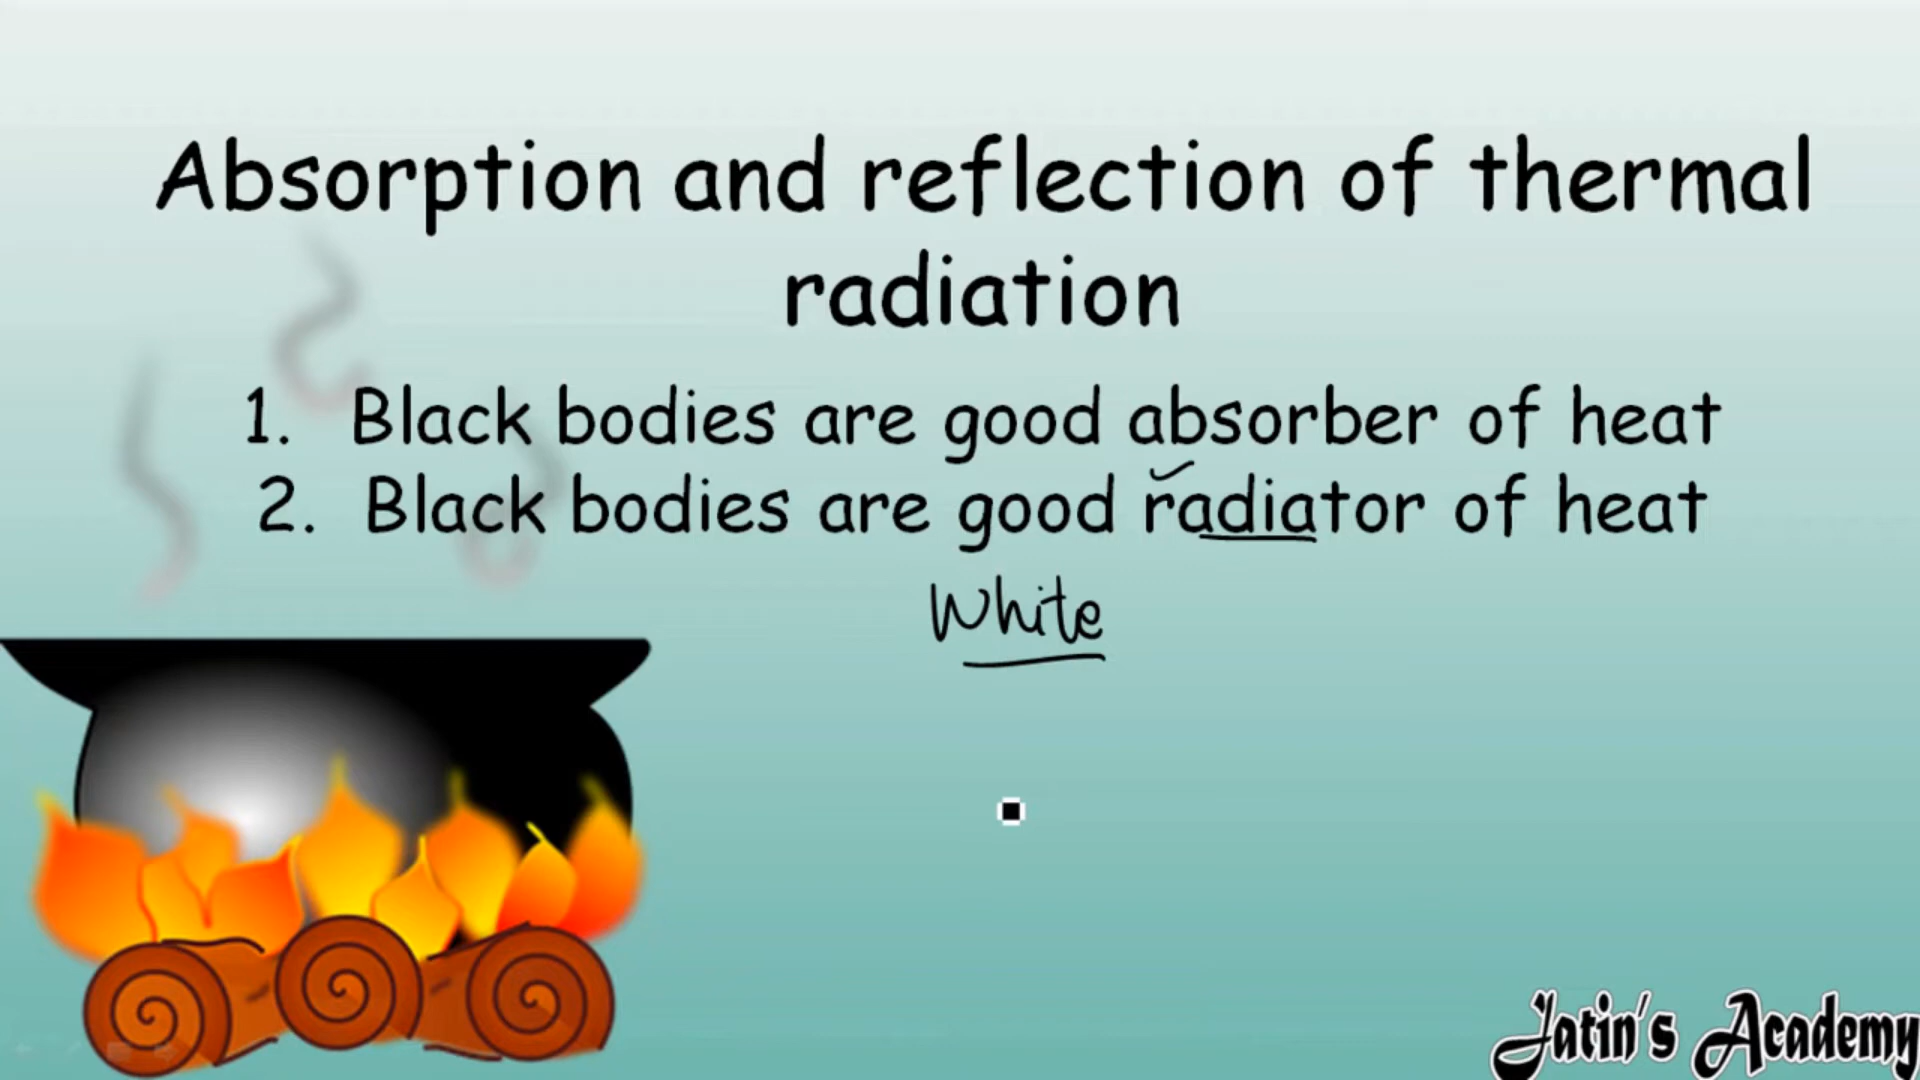 Absorption and reflection of thermal
radiation
1. Black bodies are good absorber of heat
2. Black bodies are good radiator of heat
White
Jatin's Academy